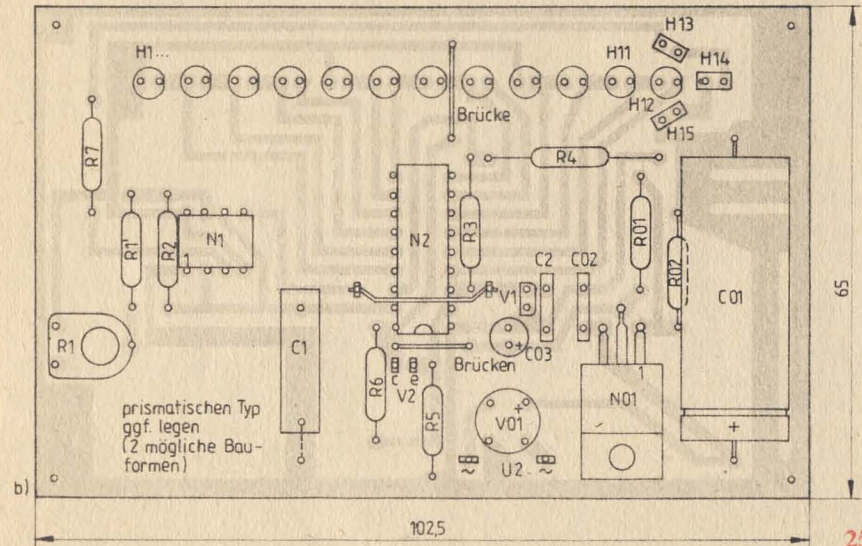 H13
H1...
H11
H14
H12
H15
Brücke
R7
R4
R1'
R2
N1
1
N2
R3
R01
R02
C01
C2
C02
V1
+
C03
Brücken
R1
C1
R6
c e
V2
R5
V01
+
U2
~
~
1
N01
+
prismatischen Typ
ggf. legen
(2 mögliche Bau-
formen)
b)
65
102,5